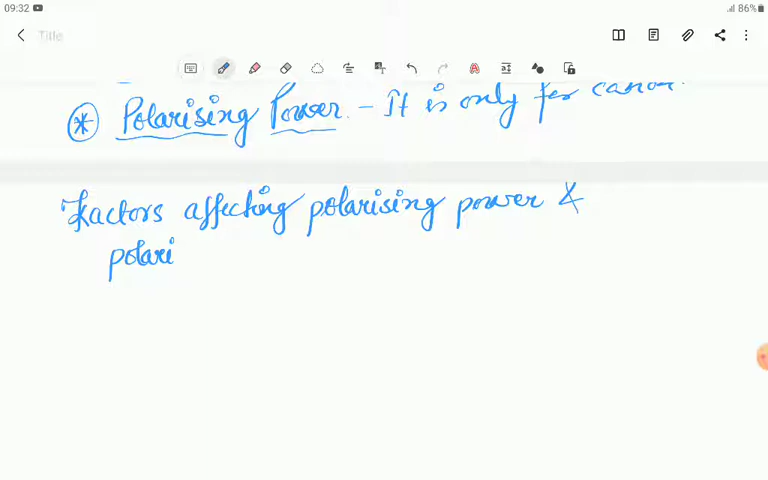 09:32
86%
Title
* Polarising Power. - It is only for cation.
Factors affecting polarising power &
polari